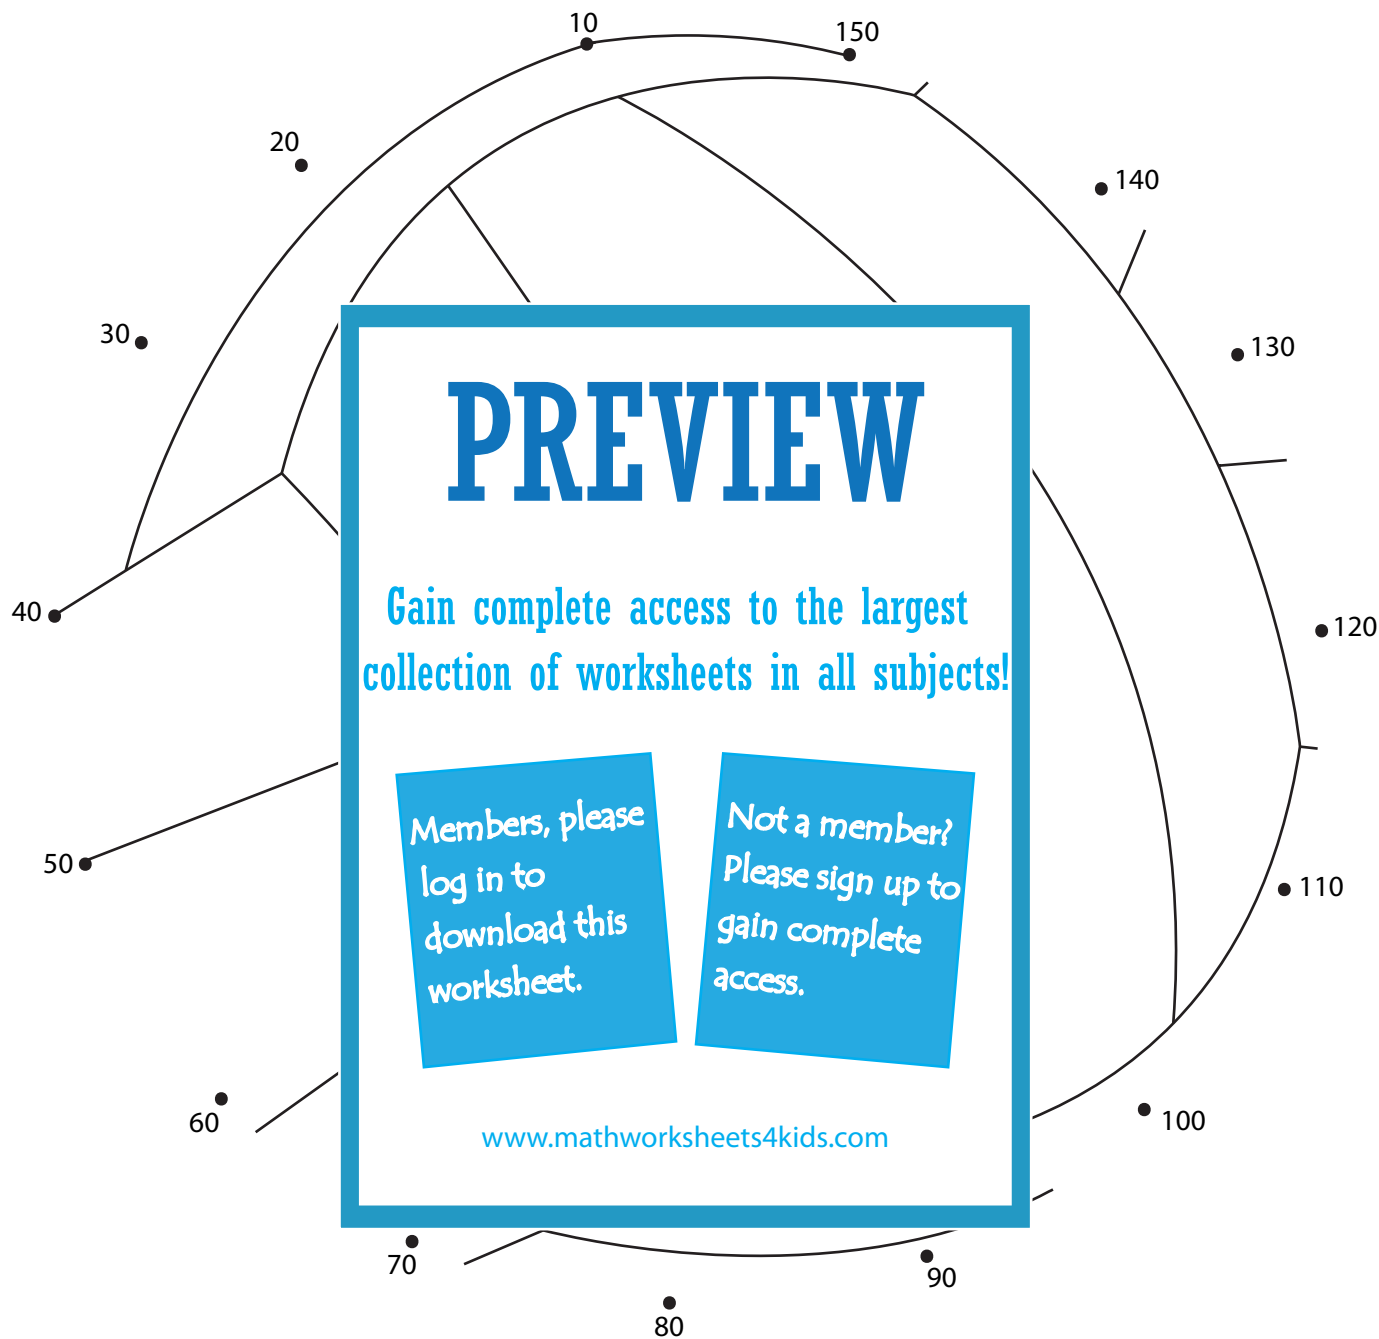 10
150
20
140
30
130
PREVIEW
Gain complete access to the largest
collection of worksheets in all subjects!
40
120
Members, please
log in to
download this
worksheet.
Not a member?
Please sign up to
gain complete
access.
50
110
60
100
www.mathworksheets4kids.com
70
90
80